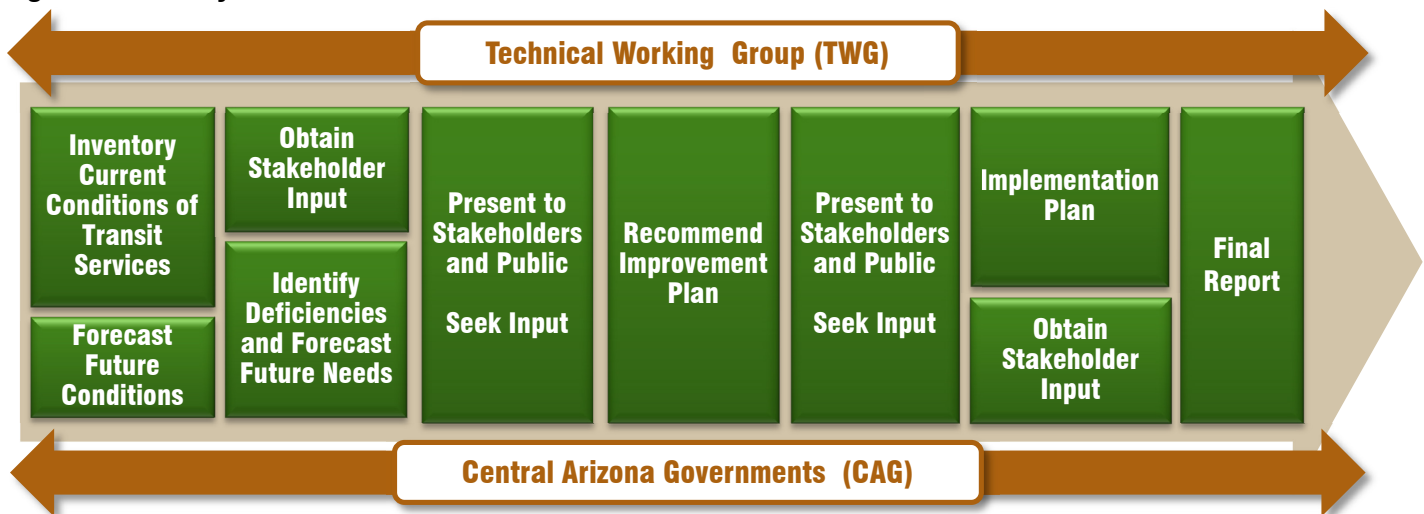 Technical Working Group (TWG)
Inventory
Current
Conditions of
Transit
Services
Forecast
Future
Conditions
Obtain
Stakeholder
Input
Identify
Deficiencies
and Forecast
Future Needs
Present to
Stakeholders
and Public
Seek Input
Recommend
Improvement
Plan
Present to
Stakeholders
and Public
Seek Input
Implementation
Plan
Obtain
Stakeholder
Input
Final
Report
Central Arizona Governments (CAG)